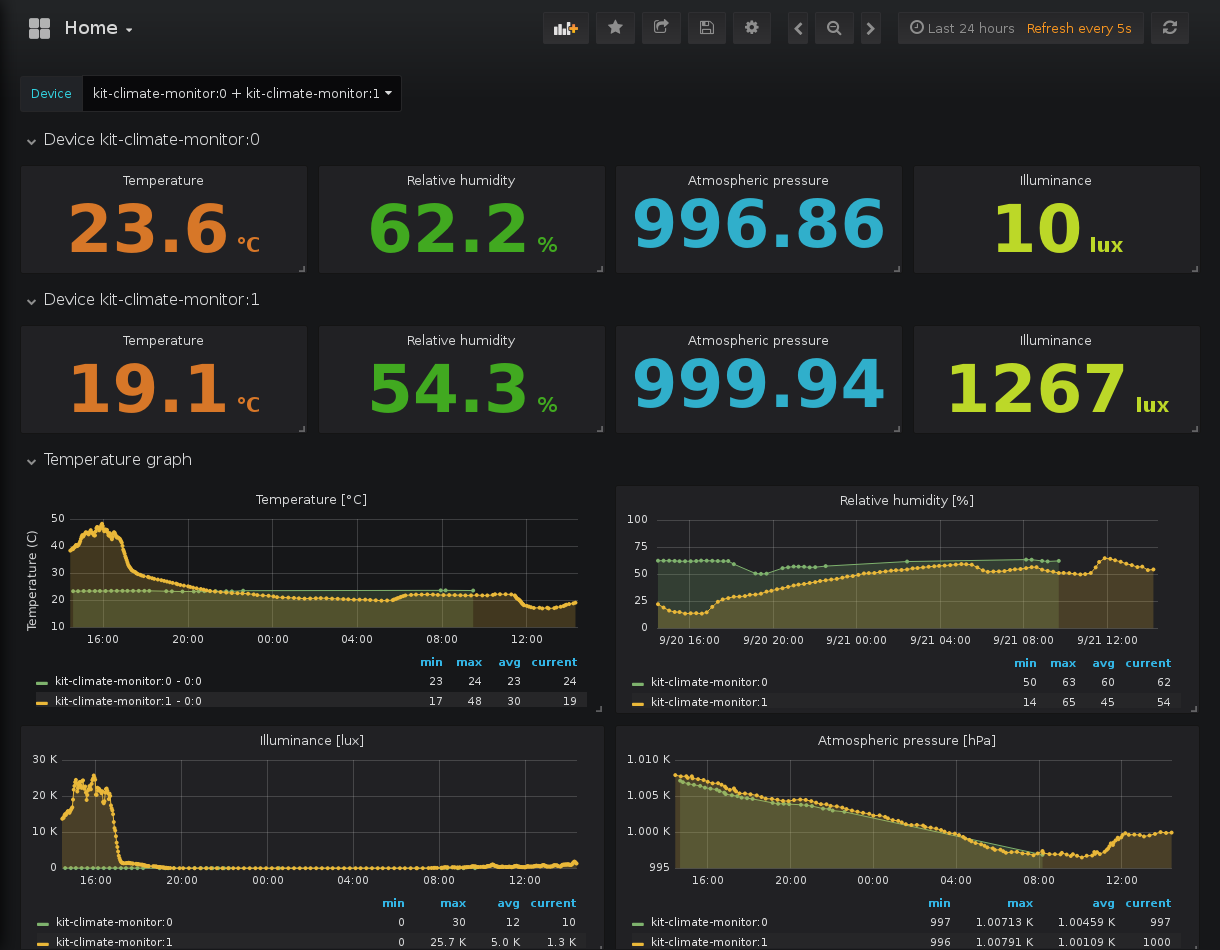 Home
Last 24 hours Refresh every 5s
Device kit-climate-monitor:0 + kit-climate-monitor:1
Device kit-climate-monitor:0
Temperature Relative humidity Atmospheric pressure Illuminance
23.6 °C 62.2 % 996.86 10 lux
Device kit-climate-monitor:1
Temperature Relative humidity Atmospheric pressure Illuminance
19.1 °C 54.3 % 999.94 1267 lux
Temperature graph
Temperature [°C]
Temperature (C)
50
40
30
20
10
16:00 20:00 00:00 04:00 08:00 12:00
min max avg current
kit-climate-monitor:0 - 0:0 23 24 23 24
kit-climate-monitor:1 - 0:0 17 48 30 19
Relative humidity [%]
100
75
50
25
0
9/20 16:00 9/20 20:00 9/21 00:00 9/21 04:00 9/21 08:00 9/21 12:00
min max avg current
kit-climate-monitor:0 50 63 60 62
kit-climate-monitor:1 14 65 45 54
Illuminance [lux]
30 K
20 K
10 K
0
16:00 20:00 00:00 04:00 08:00 12:00
min max avg current
kit-climate-monitor:0 0 30 12 10
kit-climate-monitor:1 0 25.7 K 5.0 K 1.3 K
Atmospheric pressure [hPa]
1.010 K
1.005 K
1.000 K
995
16:00 20:00 00:00 04:00 08:00 12:00
min max avg current
kit-climate-monitor:0 997 1.00713 K 1.00459 K 997
kit-climate-monitor:1 996 1.00791 K 1.00109 K 1000